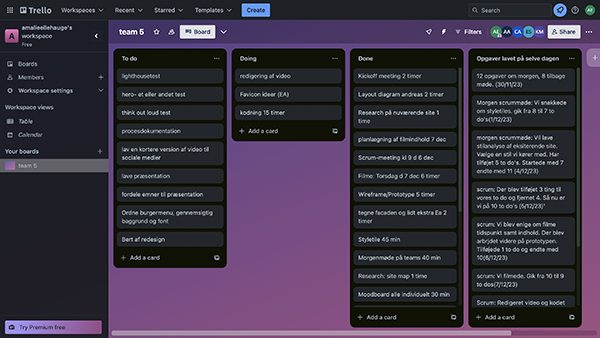 Trello
Workspaces
Recent
Starred
Templates
Create
Search
A
amalieellehauge's
workspace
Free
Boards
Members
Workspace settings
Workspace views
Table
Calendar
Your boards
team 5
Try Premium free
team 5
Board
Filters
AA
CA
ES
KM
Share
To do
lighthousetest
hero- et eller andet test
think out loud test
procesdokumentation
lav en kortere version af video til
sociale medier
lave præsentation
fordele emner til præsentation
Ordne burgermenu, gennemsigtig
baggrund og font
Bert af redesign
+ Add a card
Doing
redigering af video
Favicon ideer (EA)
kodning 15 timer
+ Add a card
Done
Kickoff meeting 2 timer
Layout diagram andreas 2 timer
Research på nuværende site 1
time
planlægning af filmindhold 7 dec
Scrum-meeting kl 9 d 6 dec
Filme: Torsdag d 7 dec 6 timer
Wireframe/Prototype 5 timer
tegne facaden og lidt ekstra Ea 2
timer
Styletile 45 min
Morgenmøde på teams 40 min
Research: site map 1 time
Moodboard alle individuelt 30 min
+ Add a card
Opgaver lavet på selve dagen
12 opgaver om morgen, 8 tilbage
møde. (30/11/23)
Morgen scrummøde: Vi snakkede
om styletiles. gik fra 8 til 7 to
do's(1/12/23)
morgen scrummøde: Vi lave
stilanalyse af eksiterende site.
Vælge en stil vi kører med. Har
tilføjet 5 to do's. Startede med 7
endte med 11 (4/12/23)
scrum: Der blev tilføjet 3 ting til
vores to do og fjernet 4. Så nu er
vi på 10 to do's (5/12/23)'
scrum: Vi blev enige om filme
tidspunkt samt indhold. Der blev
arbejdet videre på prototypen.
Tilføjede 1 to do og endte med
10(6/12/23)
scrum: Vi filmede. Gik fra 10 til 9
to dos(7/12/23)
Scrum: Redigeret video og kodet
+ Add a card